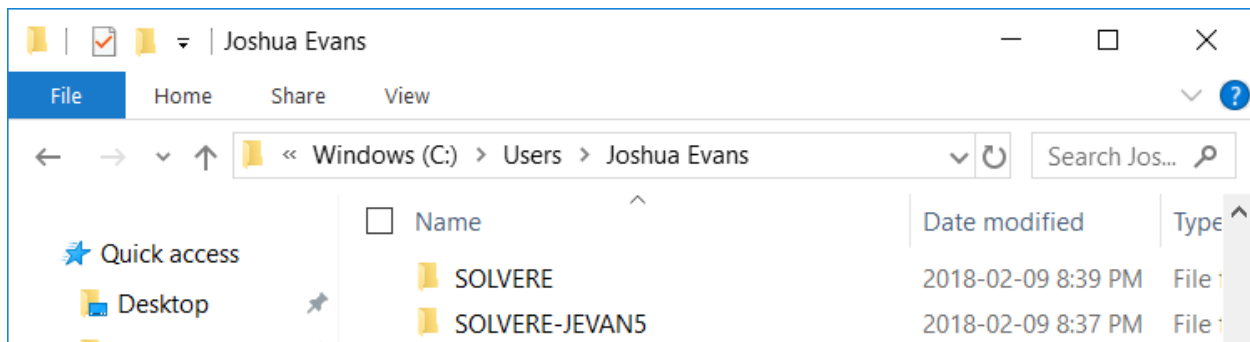 Joshua Evans
File Home Share View ?
« Windows (C:) > Users > Joshua Evans Search Jos...
Name Date modified Type
Quick access
SOLVERE 2018-02-09 8:39 PM File
Desktop
SOLVERE-JEVAN5 2018-02-09 8:37 PM File